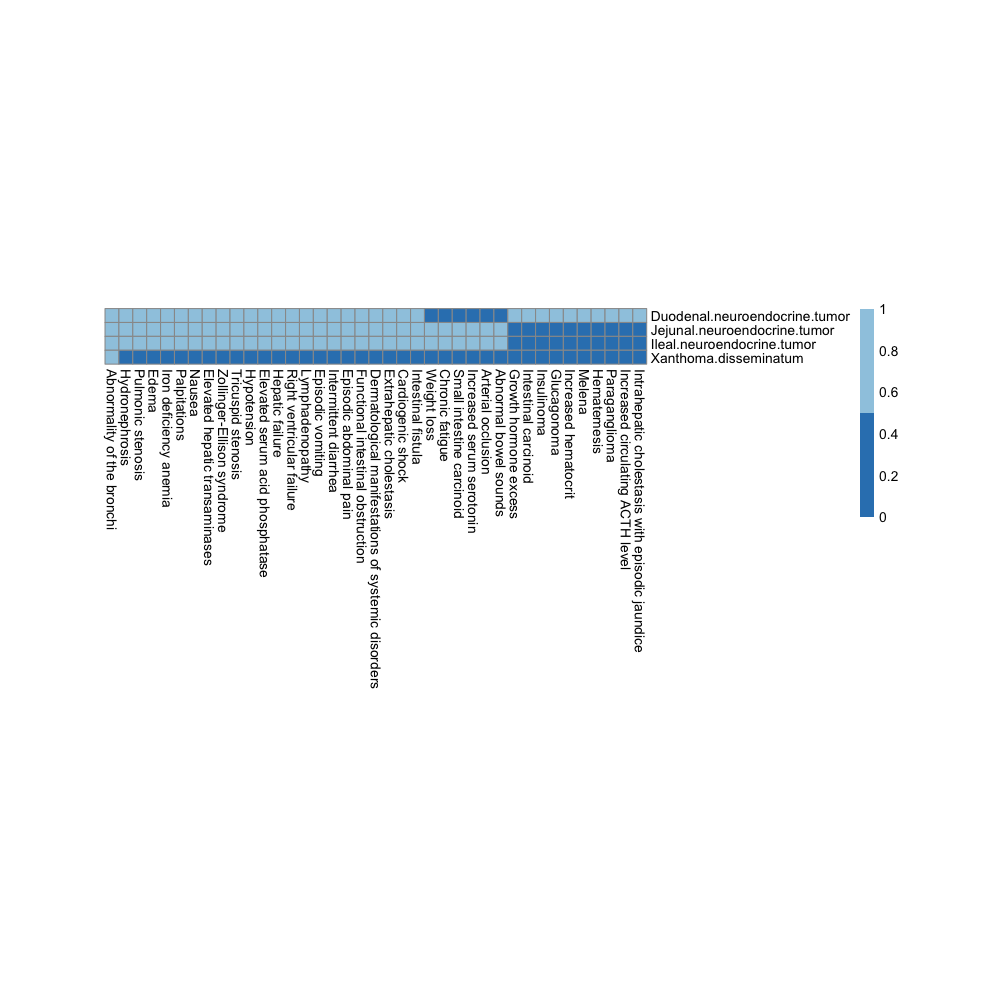 Duodenal.neuroendocrine.tumor
Jejunal.neuroendocrine.tumor
Ileal.neuroendocrine.tumor
Xanthoma.disseminatum
1
0.8
0.6
0.4
0.2
0
Abnormality of the bronchi
Hydronephrosis
Pulmonic stenosis
Edema
Iron deficiency anemia
Palpitations
Nausea
Elevated hepatic transaminases
Zollinger-Ellison syndrome
Tricuspid stenosis
Hypotension
Elevated serum acid phosphatase
Hepatic failure
Right ventricular failure
Lymphadenopathy
Episodic vomiting
Intermittent diarrhea
Episodic abdominal pain
Functional intestinal obstruction
Dermatological manifestations of systemic disorders
Extrahepatic cholestasis
Cardiogenic shock
Intestinal fistula
Weight loss
Chronic fatigue
Small intestine carcinoid
Increased serum serotonin
Arterial occlusion
Abnormal bowel sounds
Growth hormone excess
Intestinal carcinoid
Insulinoma
Glucagonoma
Increased hematocrit
Melena
Hematemesis
Paraganglioma
Increased circulating ACTH level
Intrahepatic cholestasis with episodic jaundice